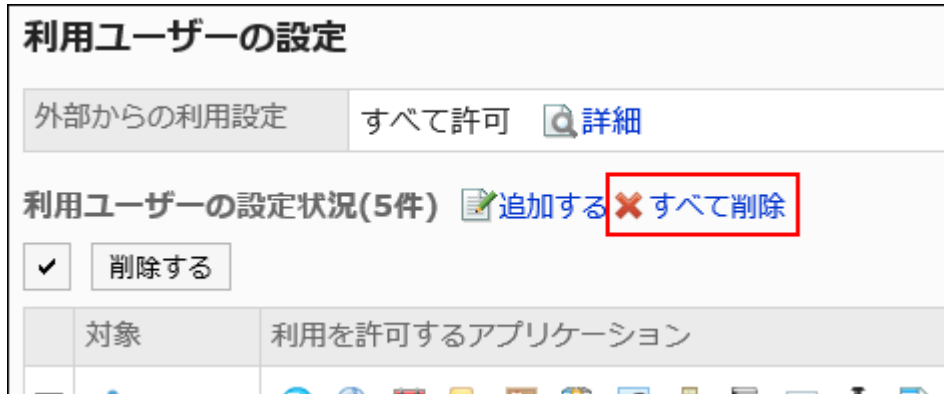 利用ユーザーの設定
外部からの利用設定 すべて許可 詳細
利用ユーザーの設定状況(5件) 追加する すべて削除
削除する
対象 利用を許可するアプリケーション